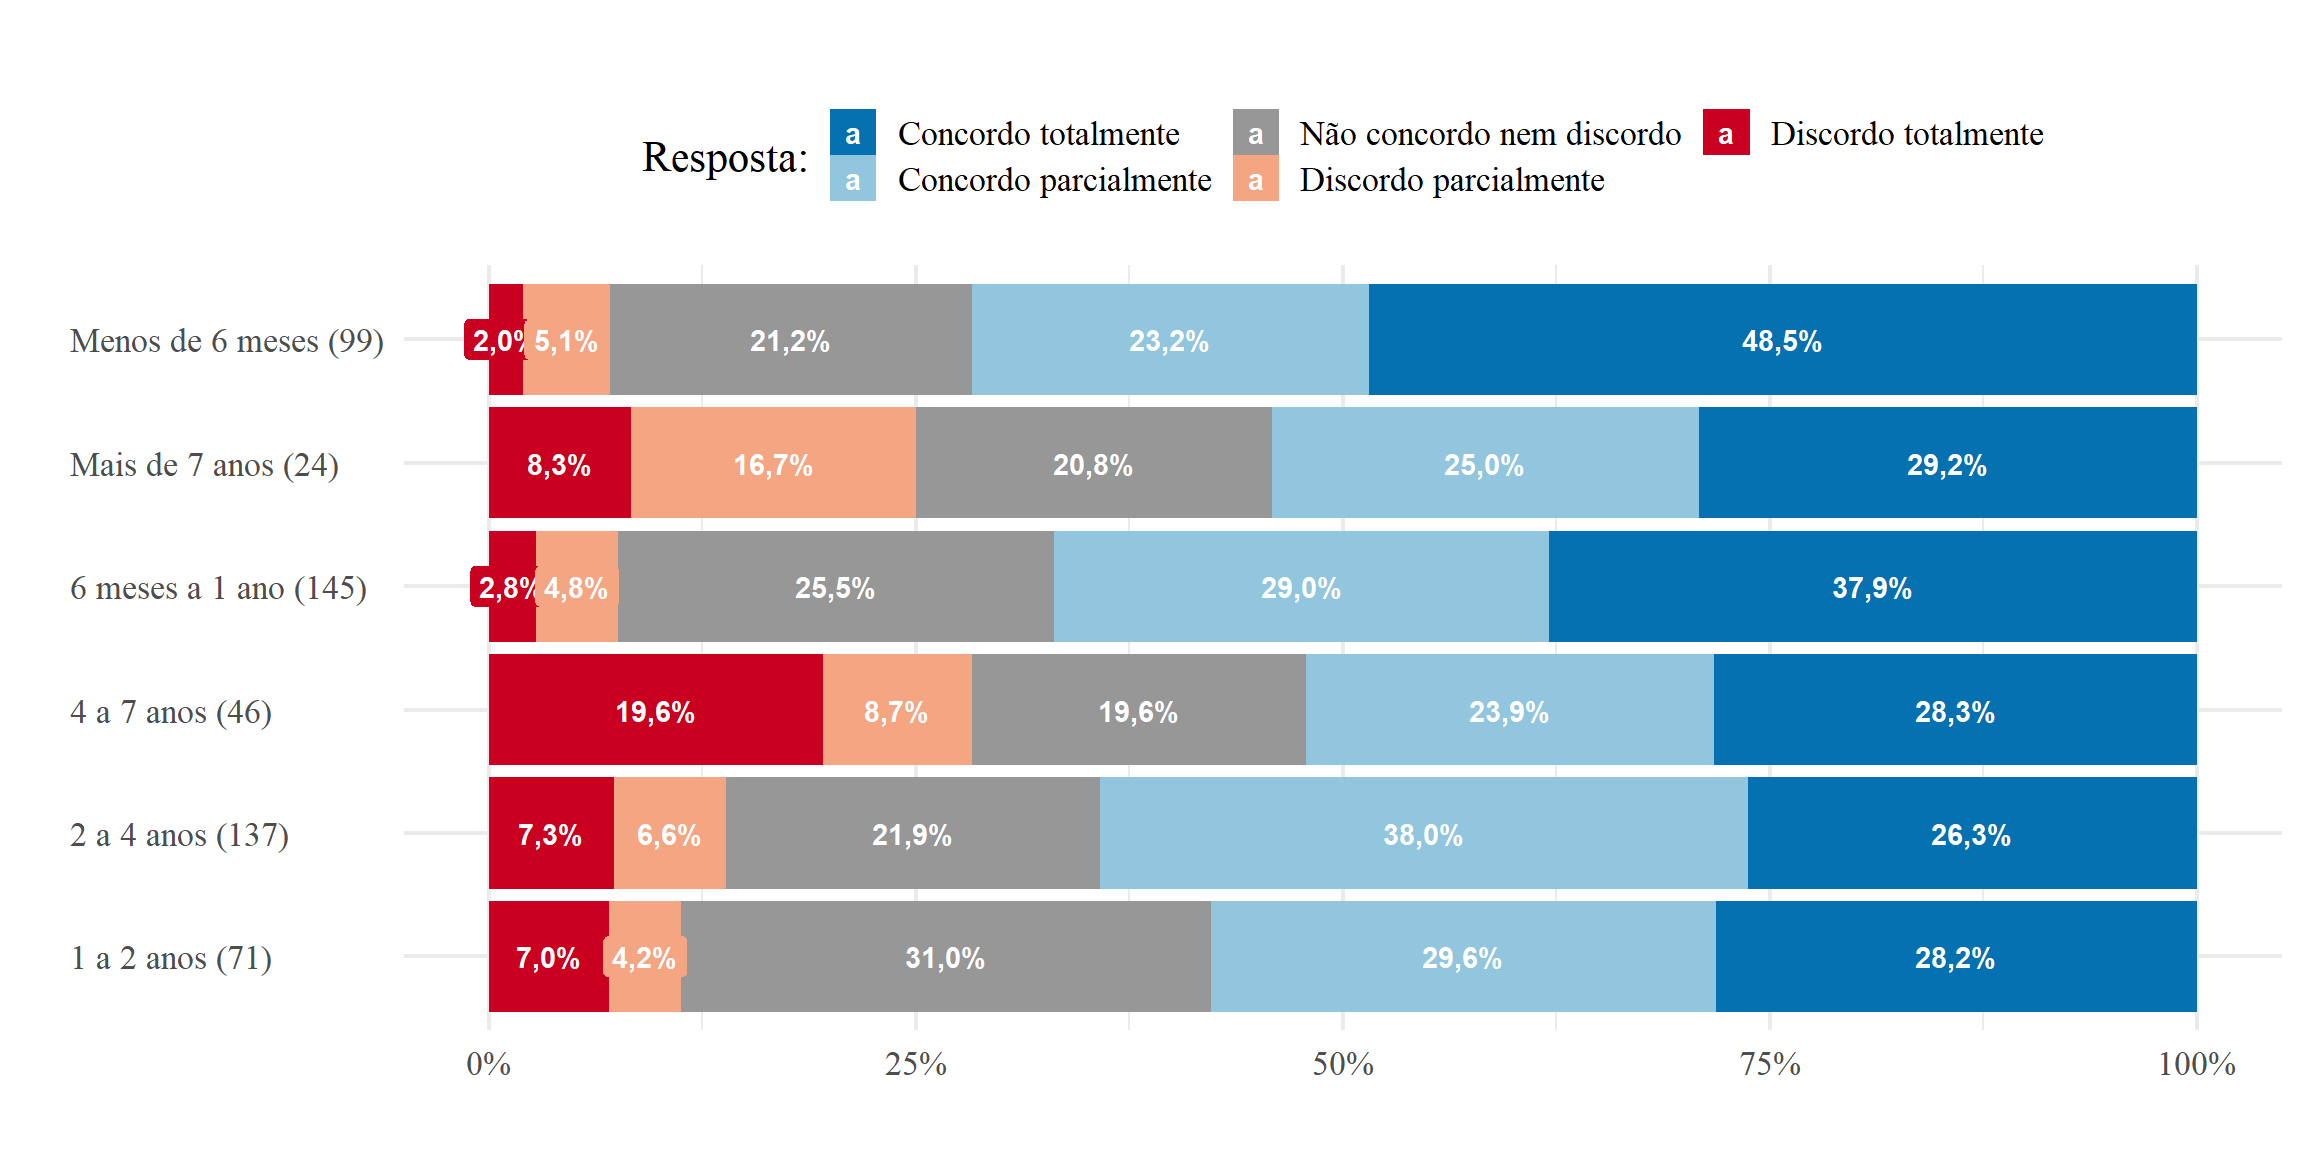 Resposta:
a Concordo totalmente
a Concordo parcialmente
a Não concordo nem discordo
a Discordo parcialmente
a Discordo totalmente
Menos de 6 meses (99) 2,0% 5,1% 21,2% 23,2% 48,5%
Mais de 7 anos (24) 8,3% 16,7% 20,8% 25,0% 29,2%
6 meses a 1 ano (145) 2,8% 4,8% 25,5% 29,0% 37,9%
4 a 7 anos (46) 19,6% 8,7% 19,6% 23,9% 28,3%
2 a 4 anos (137) 7,3% 6,6% 21,9% 38,0% 26,3%
1 a 2 anos (71) 7,0% 4,2% 31,0% 29,6% 28,2%
0% 25% 50% 75% 100%